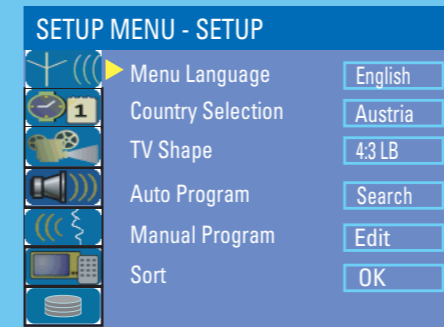 SETUP MENU - SETUP
Menu Language English
Country Selection Austria
TV Shape 4:3 LB
Auto Program Search
Manual Program Edit
Sort OK
1